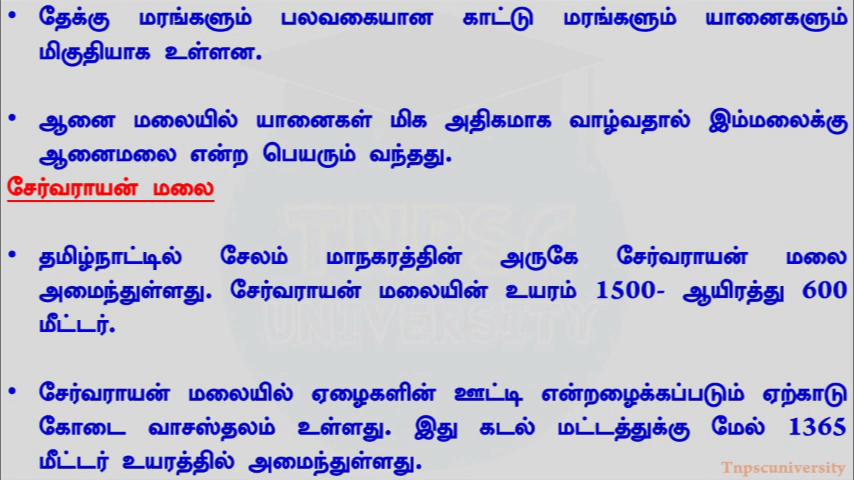 • தேக்கு மரங்களும் பலவகையான காட்டு மரங்களும் யானைகளும்
மிகுதியாக உள்ளன.
• ஆனை மலையில் யானைகள் மிக அதிகமாக வாழ்வதால் இம்மலைக்கு
ஆனைமலை என்ற பெயரும் வந்தது.
சேர்வராயன் மலை
• தமிழ்நாட்டில் சேலம் மாநகரத்தின் அருகே சேர்வராயன் மலை
அமைந்துள்ளது. சேர்வராயன் மலையின் உயரம் 1500- ஆயிரத்து 600
மீட்டர்.
• சேர்வராயன் மலையில் ஏழைகளின் ஊட்டி என்றழைக்கப்படும் ஏற்காடு
கோடை வாசஸ்தலம் உள்ளது. இது கடல் மட்டத்துக்கு மேல் 1365
மீட்டர் உயரத்தில் அமைந்துள்ளது.
TNPSC
UNIVERSITY
Tnpscuniversity